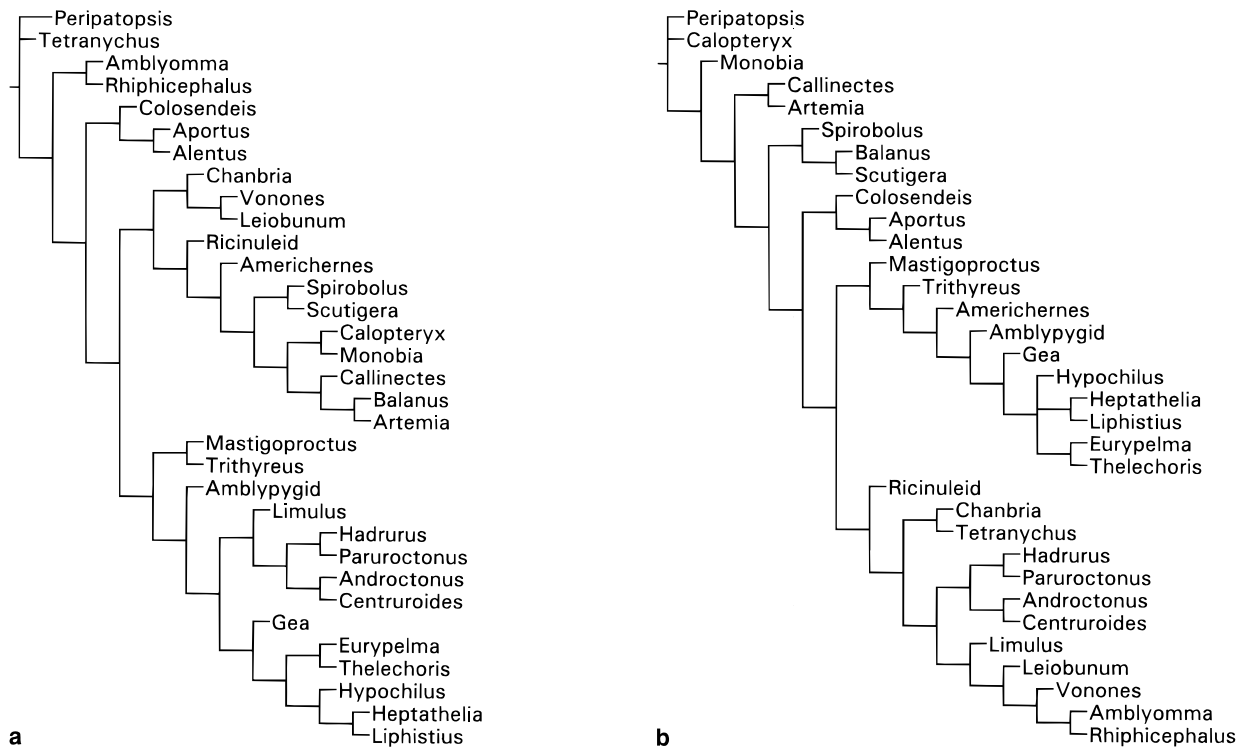 Peripatopsis
Tetranychus
Amblyomma
Rhiphicephalus
Colosendeis
Aportus
Alentus
Chanbria
Vonones
Leiobunum
Ricinuleid
Americhernes
Spirobolus
Scutigera
Calopteryx
Monobia
Callinectes
Balanus
Artemia
Mastigoproctus
Trithyreus
Amblypygid
Limulus
Hadrurus
Paruroctonus
Androctonus
Centruroides
Gea
Eurypelma
Thelechoris
Hypochilus
Heptathelia
Liphistius
a
Peripatopsis
Calopteryx
Monobia
Callinectes
Artemia
Spirobolus
Balanus
Scutigera
Colosendeis
Aportus
Alentus
Mastigoproctus
Trithyreus
Americhernes
Amblypygid
Gea
Hypochilus
Heptathelia
Liphistius
Eurypelma
Thelechoris
Ricinuleid
Chanbria
Tetranychus
Hadrurus
Paruroctonus
Androctonus
Centruroides
Limulus
Leiobunum
Vonones
Amblyomma
Rhiphicephalus
b